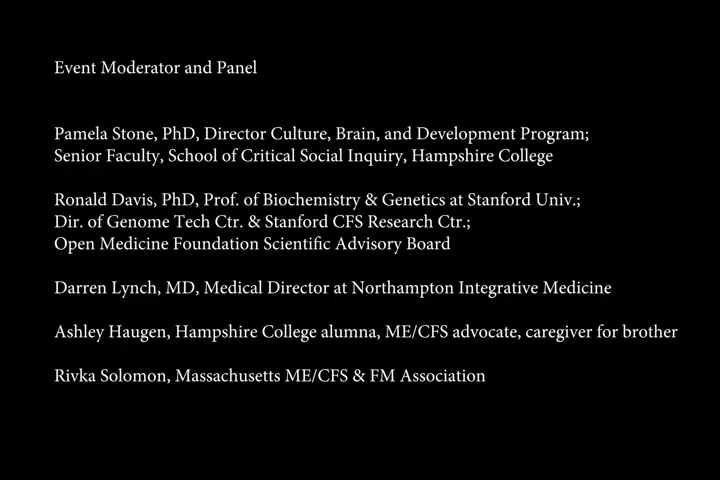 Event Moderator and Panel
Pamela Stone, PhD, Director Culture, Brain, and Development Program;
Senior Faculty, School of Critical Social Inquiry, Hampshire College
Ronald Davis, PhD, Prof. of Biochemistry & Genetics at Stanford Univ.;
Dir. of Genome Tech Ctr. & Stanford CFS Research Ctr.;
Open Medicine Foundation Scientific Advisory Board
Darren Lynch, MD, Medical Director at Northampton Integrative Medicine
Ashley Haugen, Hampshire College alumna, ME/CFS advocate, caregiver for brother
Rivka Solomon, Massachusetts ME/CFS & FM Association